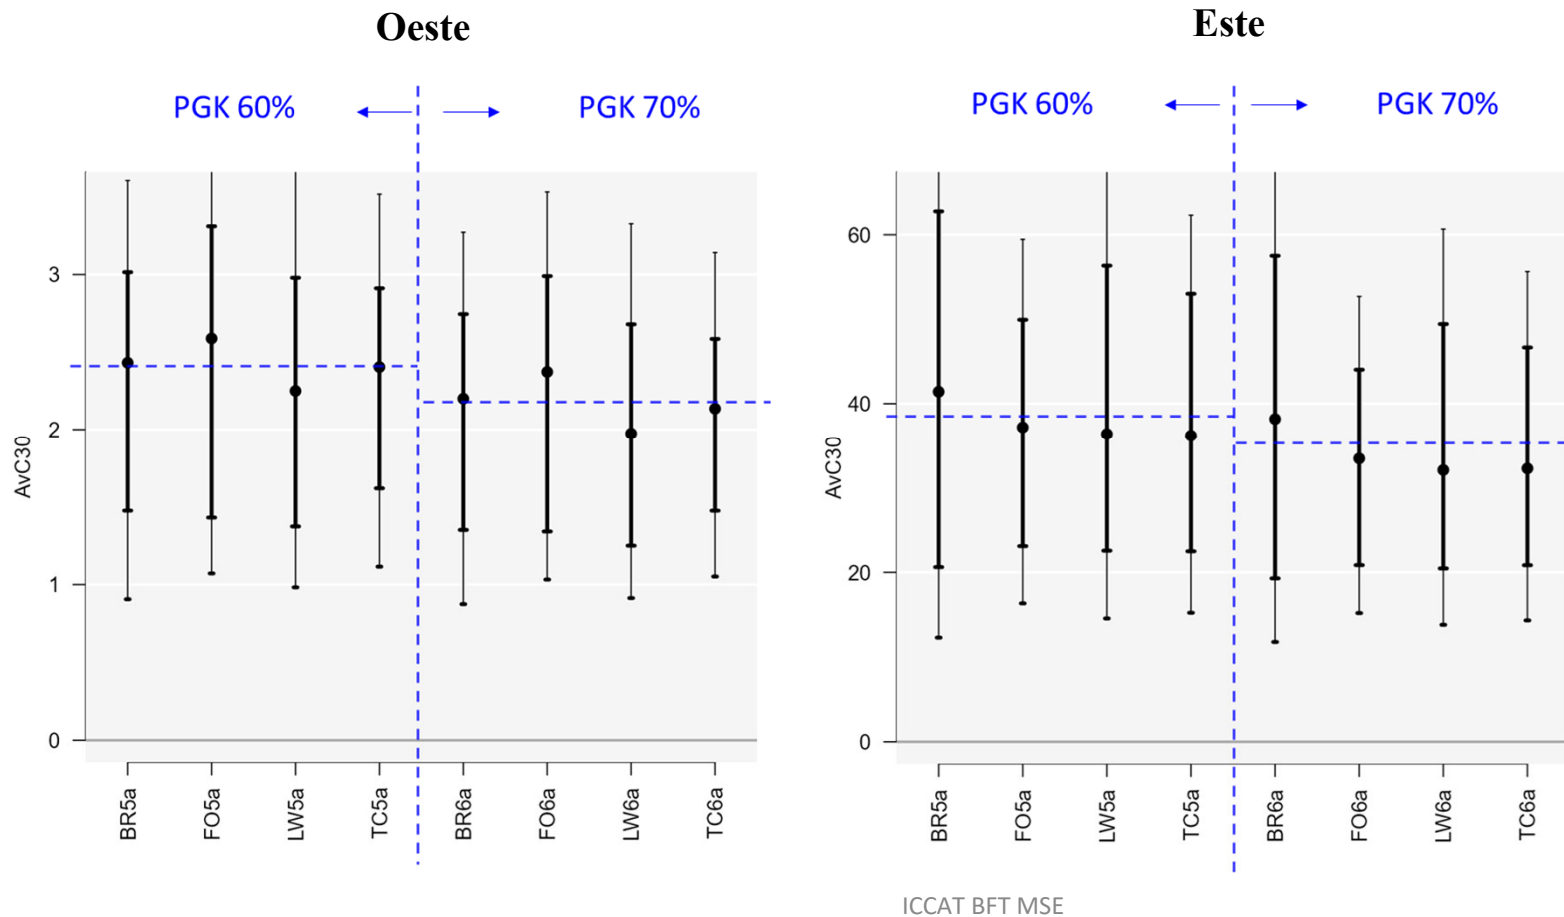 Oeste
PGK 60%
PGK 70%
AvC30
3
2
1
0
BR5a
FO5a
LW5a
TC5a
BR6a
FO6a
LW6a
TC6a
Este
PGK 60%
PGK 70%
AvC30
60
40
20
0
BR5a
FO5a
LW5a
TC5a
BR6a
FO6a
LW6a
TC6a
ICCAT BFT MSE